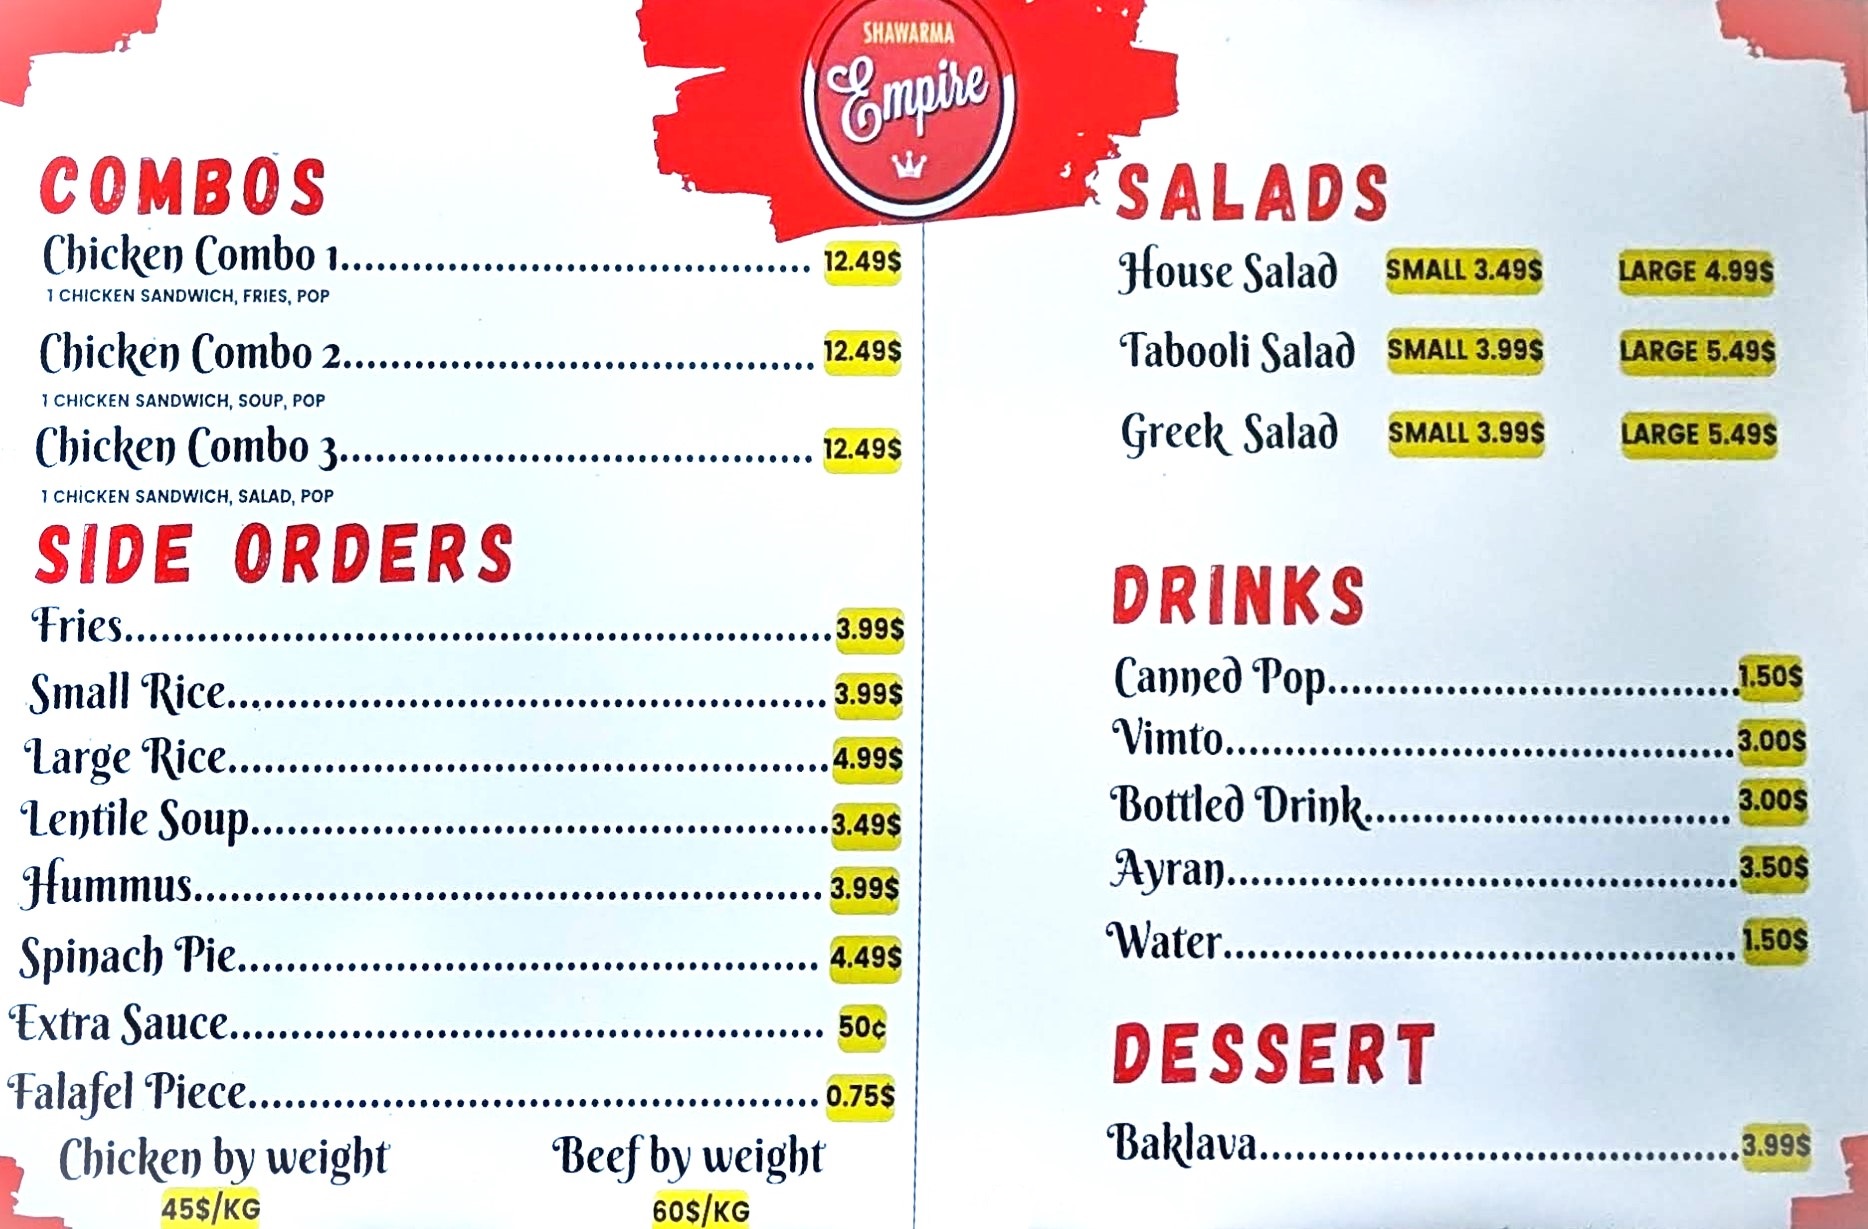 SHAWARMA
Empire
COMBOS
Chicken Combo 1.......................................... 12.49$
1 CHICKEN SANDWICH, FRIES, POP
Chicken Combo 2.......................................... 12.49$
1 CHICKEN SANDWICH, SOUP, POP
Chicken Combo 3.......................................... 12.49$
1 CHICKEN SANDWICH, SALAD, POP
SIDE ORDERS
Fries.......................................................... 3.99$
Small Rice.................................................. 3.99$
Large Rice.................................................. 4.99$
Lentile Soup................................................ 3.49$
Hummus.................................................... 3.99$
Spinach Pie................................................ 4.49$
Extra Sauce................................................ 50¢
Falafel Piece............................................... 0.75$
Chicken by weight Beef by weight
45$/KG 60$/KG
SALADS
House Salad SMALL 3.49$ LARGE 4.99$
Tabooli Salad SMALL 3.99$ LARGE 5.49$
Greek Salad SMALL 3.99$ LARGE 5.49$
DRINKS
Canned Pop.................................... 1.50$
Vimto............................................ 3.00$
Bottled Drink................................ 3.00$
Ayran............................................ 3.50$
Water............................................ 1.50$
DESSERT
Baklava.......................................... 3.99$